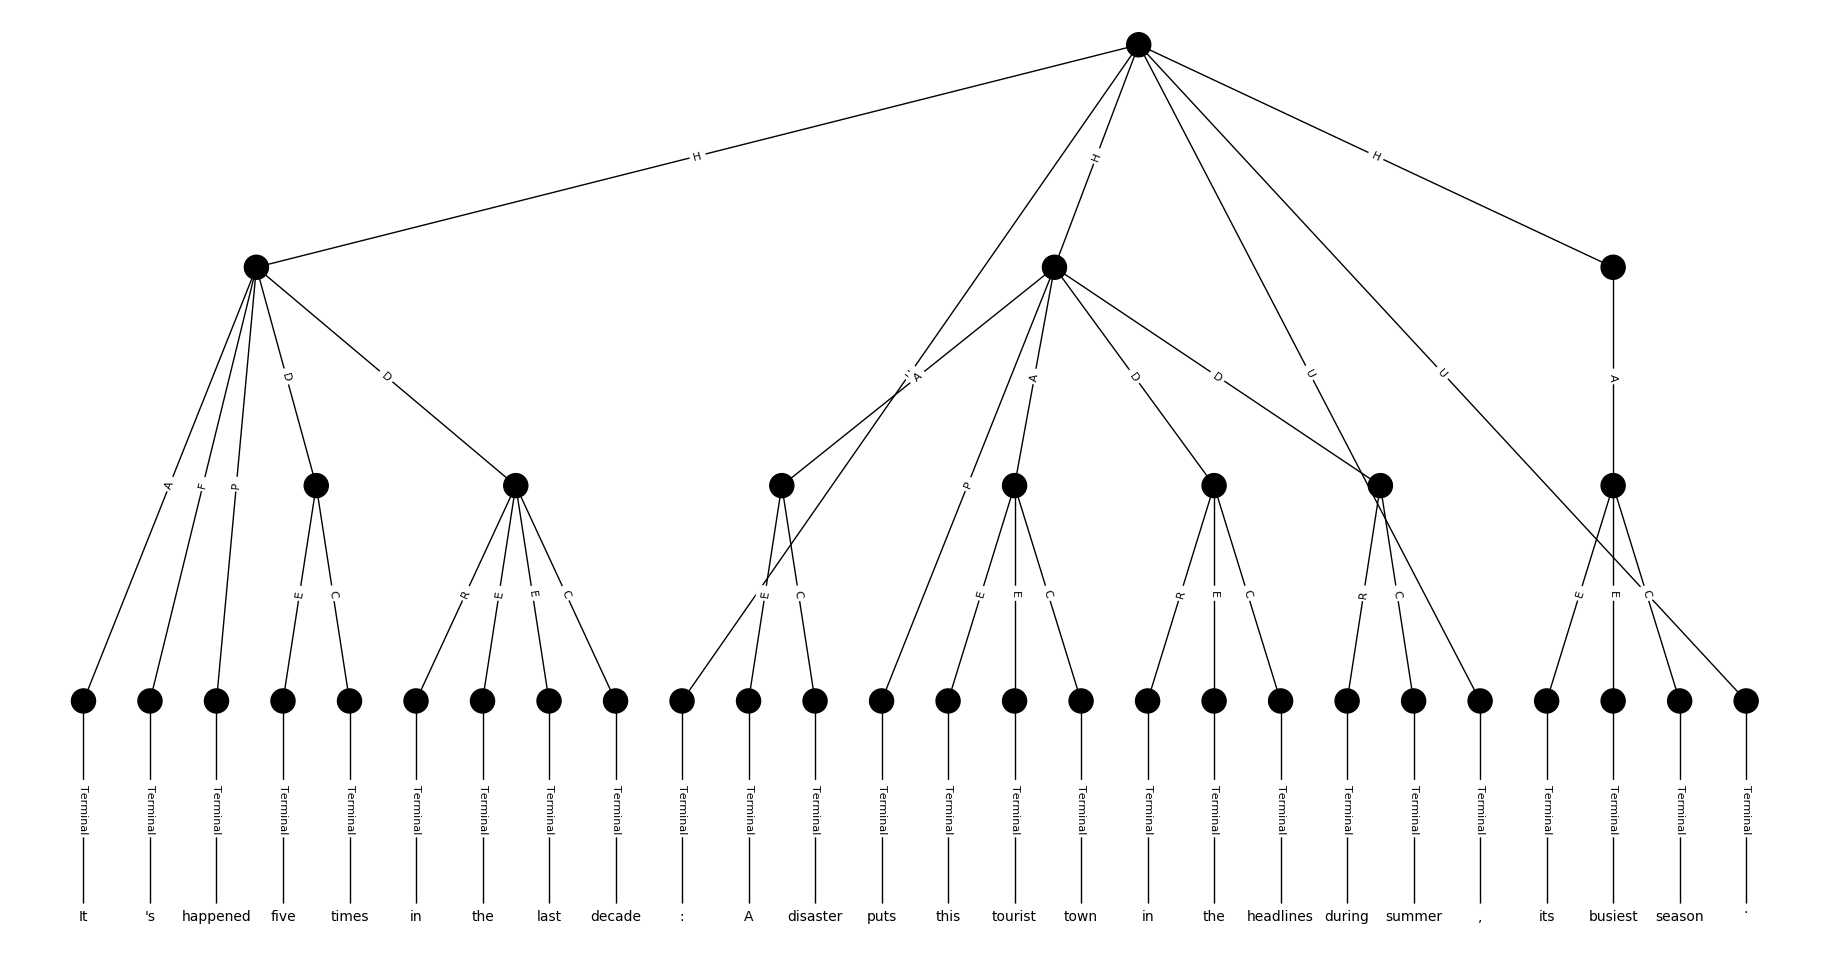 H
H
H
A
D
D
U
A
A
D
D
U
U
A
A
F
P
P
E
C
R
E
E
C
E
C
E
E
C
R
E
C
R
C
E
E
C
Terminal Terminal Terminal Terminal Terminal Terminal Terminal Terminal Terminal Terminal Terminal Terminal Terminal Terminal Terminal Terminal Terminal Terminal Terminal Terminal Terminal Terminal Terminal Terminal Terminal Terminal
It 's happened five times in the last decade : A disaster puts this tourist town in the headlines during summer , its busiest season .